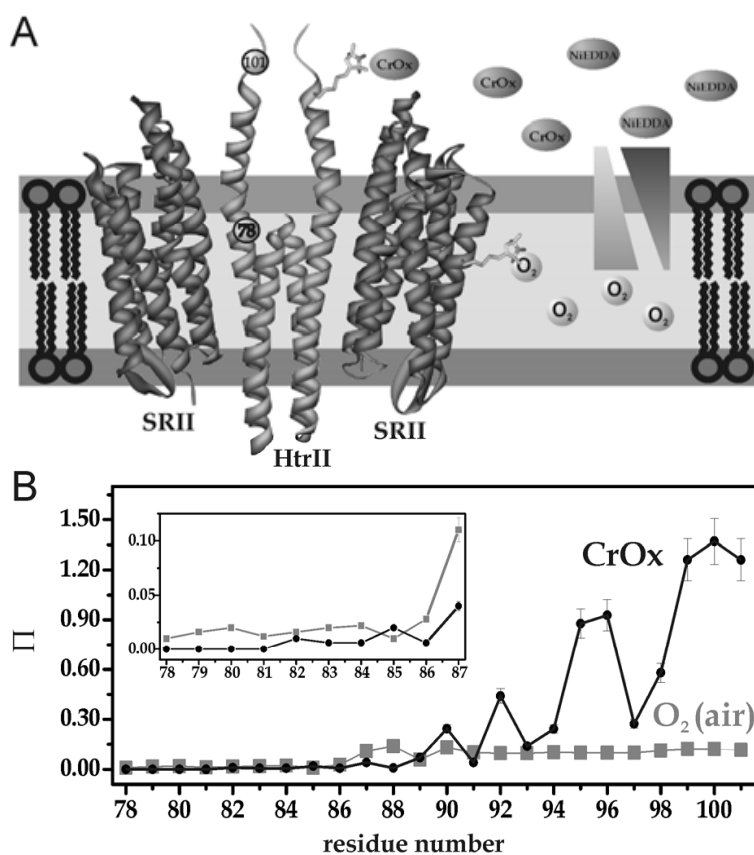 A
101
CrOx
NiEDDA
CrOx
NiEDDA
CrOx
NiEDDA
78
O2
O2
O2
O2
SRII
HtrII
SRII
B
CrOx
O2 (air)
Π
1.50
1.20
0.90
0.60
0.30
0.00
0.10
0.05
0.00
78 79 80 81 82 83 84 85 86 87
78 80 82 84 86 88 90 92 94 96 98 100
residue number